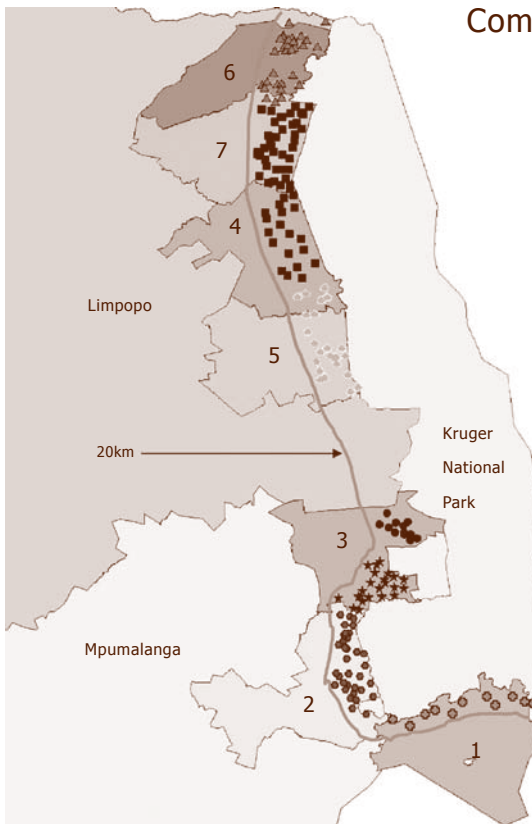 Com
6
7
4
Limpopo
5
Kruger
20km
National
Park
3
Mpumalanga
2
1